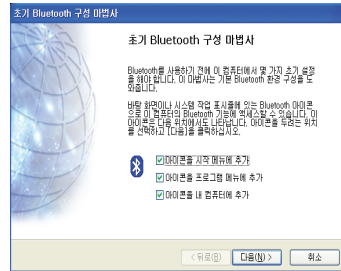 초기 Bluetooth 구성 마법사
초기 Bluetooth 구성 마법사
Bluetooth를 사용하기 전에 이 컴퓨터에서 몇 가지 초기 설정
을 해야 합니다. 이 마법사는 기본 Bluetooth 환경 구성을 도
와줍니다.
바탕 화면이나 시스템 작업 표시줄에 있는 Bluetooth 아이콘
으로 이 컴퓨터의 Bluetooth 기능에 액세스할 수 있습니다. 이
아이콘은 다음 위치에서도 나타납니다. 아이콘을 두려는 위치
를 선택하고 [다음]을 클릭하십시오.
아이콘을 시작 메뉴에 추가
아이콘을 프로그램 메뉴에 추가
아이콘을 내 컴퓨터에 추가
< 뒤로(B)
다음(N) >
취소